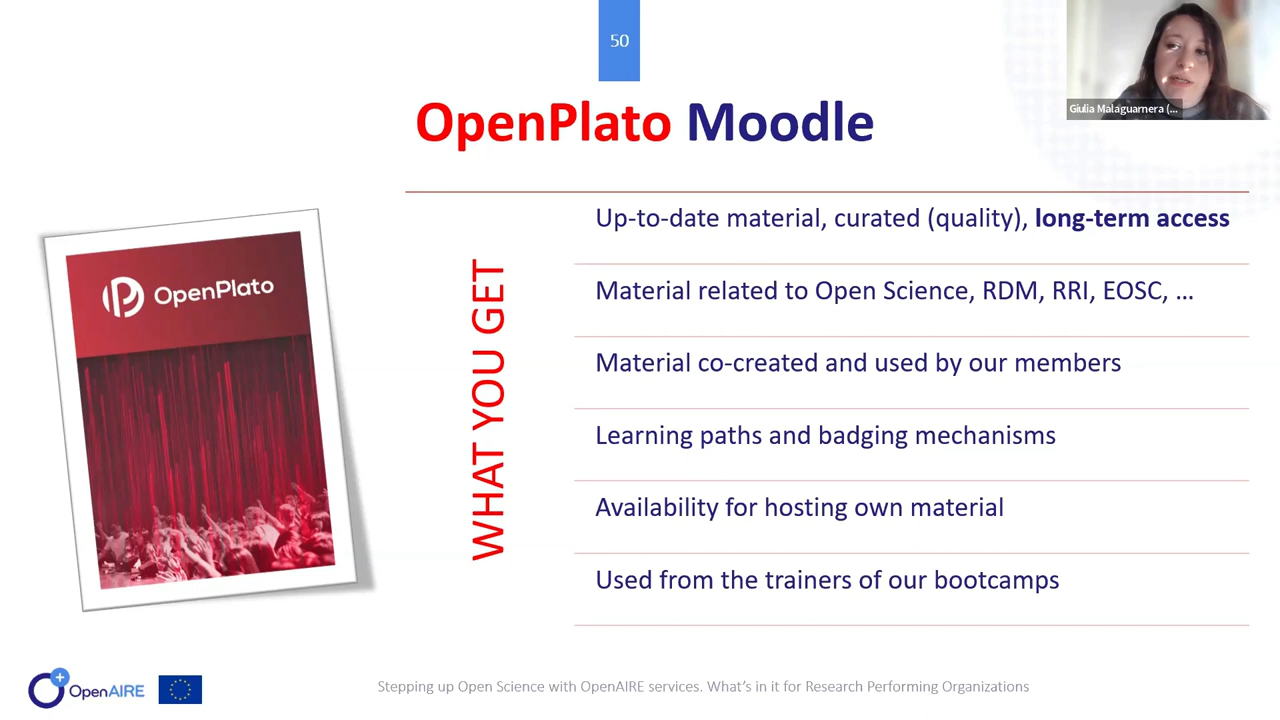 50
Giulia Malaguarnera (...
OpenPlato Moodle
OpenPlato
WHAT YOU GET
Up-to-date material, curated (quality), long-term access
Material related to Open Science, RDM, RRI, EOSC, ...
Material co-created and used by our members
Learning paths and badging mechanisms
Availability for hosting own material
Used from the trainers of our bootcamps
OpenAIRE
Stepping up Open Science with OpenAIRE services. What's in it for Research Performing Organizations